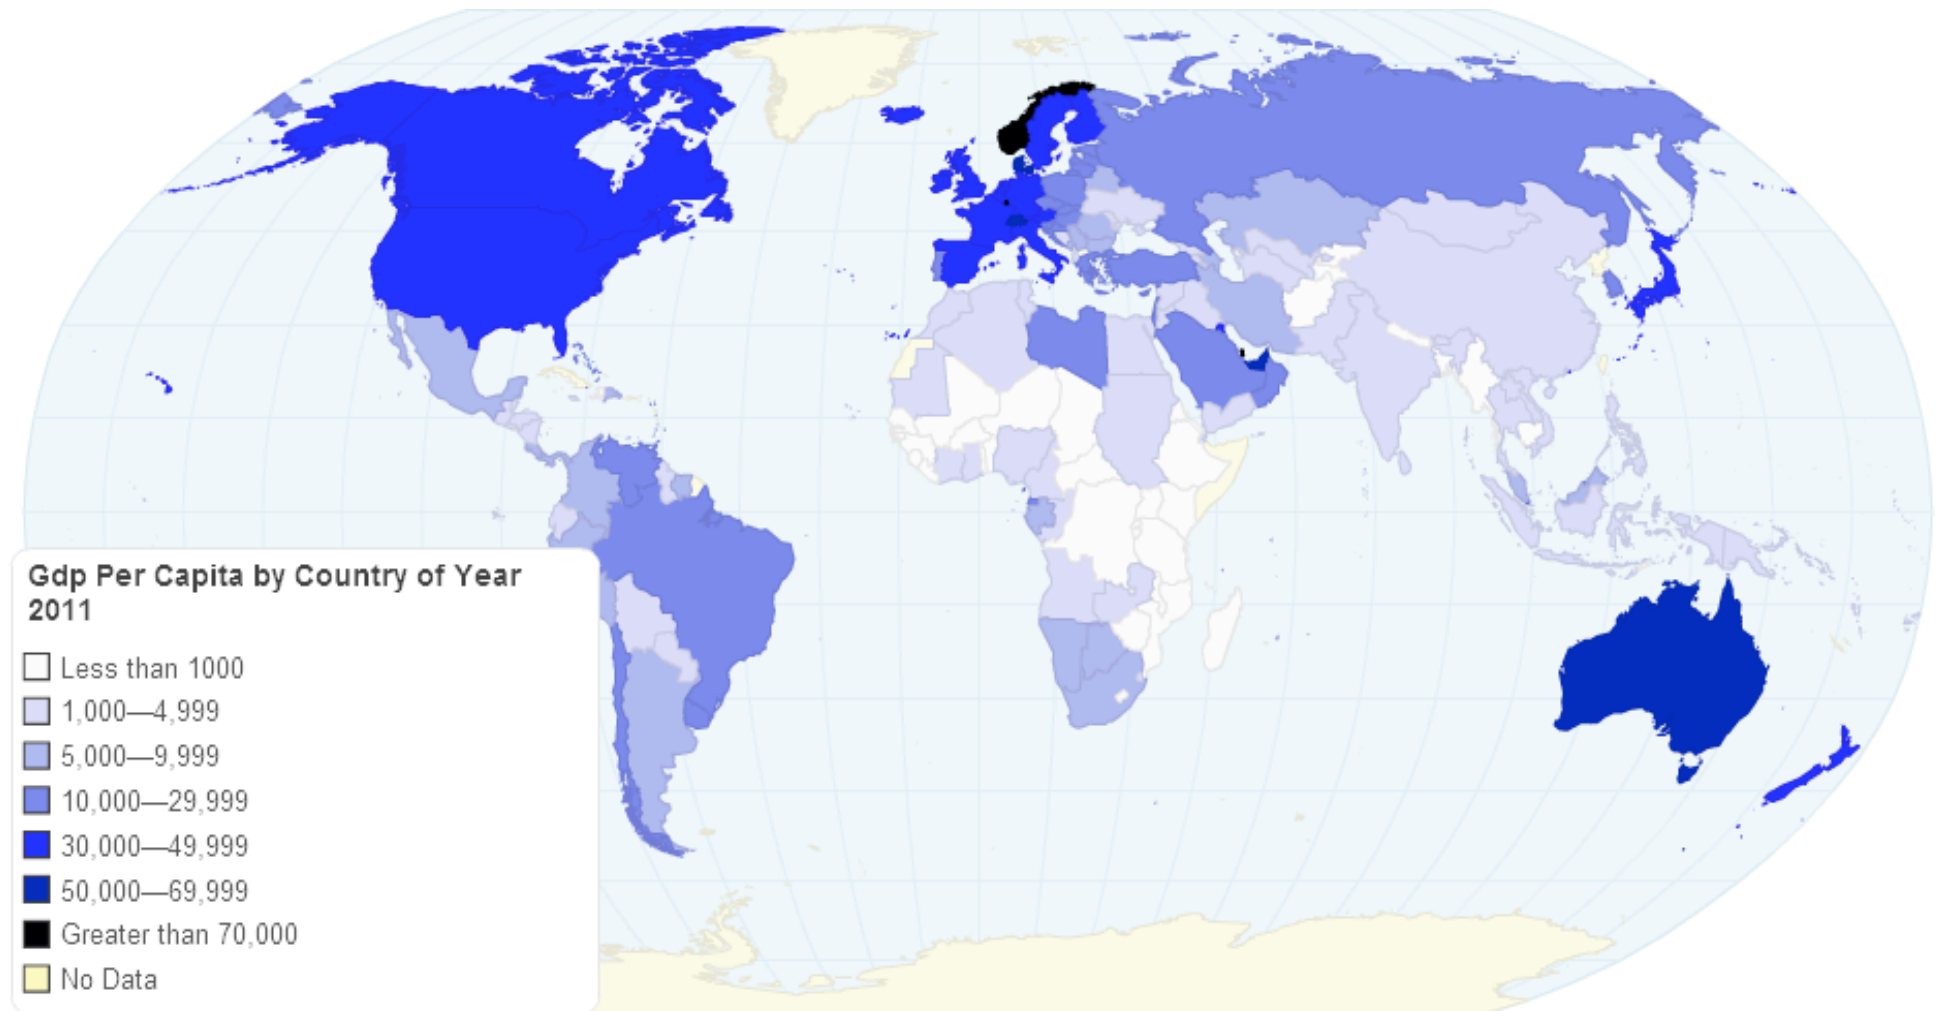 Gdp Per Capita by Country of Year
2011
Less than 1000
1,000—4,999
5,000—9,999
10,000—29,999
30,000—49,999
50,000—69,999
Greater than 70,000
No Data